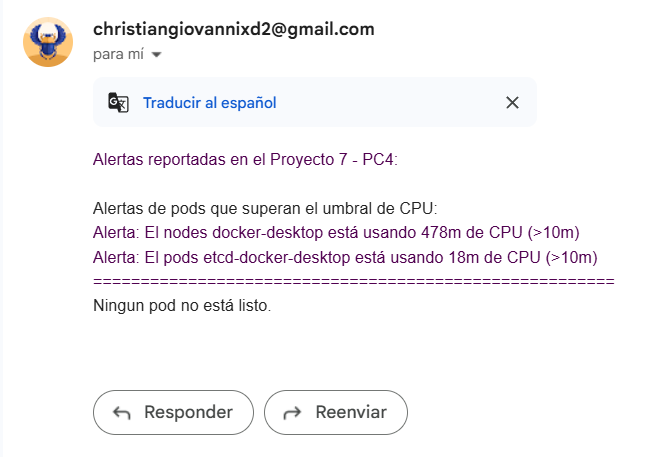 christiangiovannixd2@gmail.com
para mí
Traducir al español
Alertas reportadas en el Proyecto 7 - PC4:
Alertas de pods que superan el umbral de CPU:
Alerta: El nodes docker-desktop está usando 478m de CPU (>10m)
Alerta: El pods etcd-docker-desktop está usando 18m de CPU (>10m)
=======================================================
Ningun pod no está listo.
Responder
Reenviar